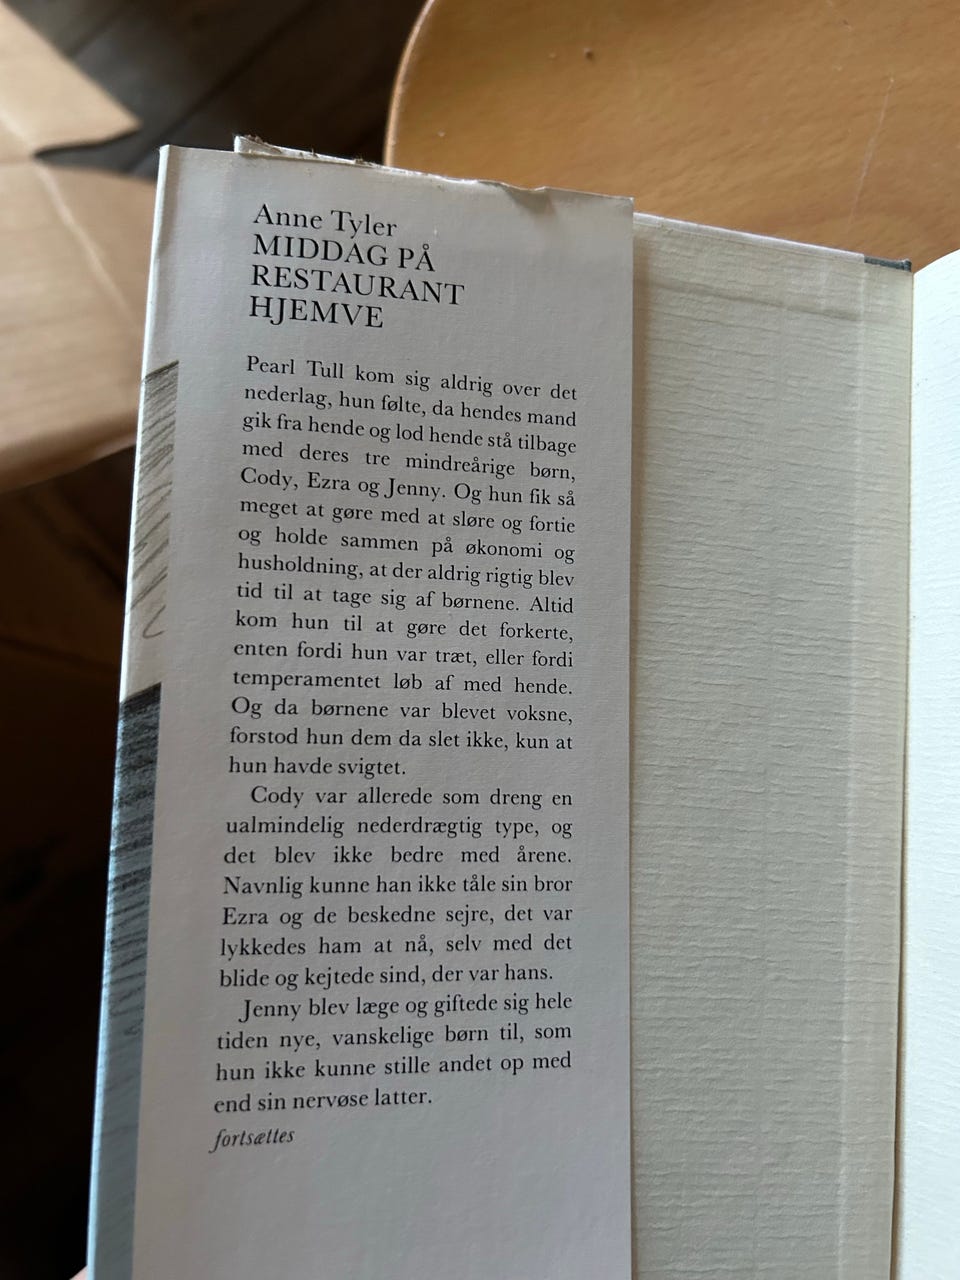 Anne Tyler
MIDDAG PÅ
RESTAURANT
HJEMVE
Pearl Tull kom sig aldrig over det
nederlag, hun følte, da hendes mand
gik fra hende og lod hende stå tilbage
med deres tre mindreårige børn,
Cody, Ezra og Jenny. Og hun fik så
meget at gøre med at sløre og fortie
og holde sammen på økonomi og
husholdning, at der aldrig rigtig blev
tid til at tage sig af børnene. Altid
kom hun til at gøre det forkerte,
enten fordi hun var træt, eller fordi
temperamentet løb af med hende.
Og da børnene var blevet voksne,
forstod hun dem da slet ikke, kun at
hun havde svigtet.
Cody var allerede som dreng en
ualmindelig nederdrægtig type, og
det blev ikke bedre med årene.
Navnlig kunne han ikke tåle sin bror
Ezra og de beskedne sejre, det var
lykkedes ham at nå, selv med det
blide og kejtede sind, der var hans.
Jenny blev læge og giftede sig hele
tiden nye, vanskelige børn til, som
hun ikke kunne stille andet op med
end sin nervøse latter.
fortsættes